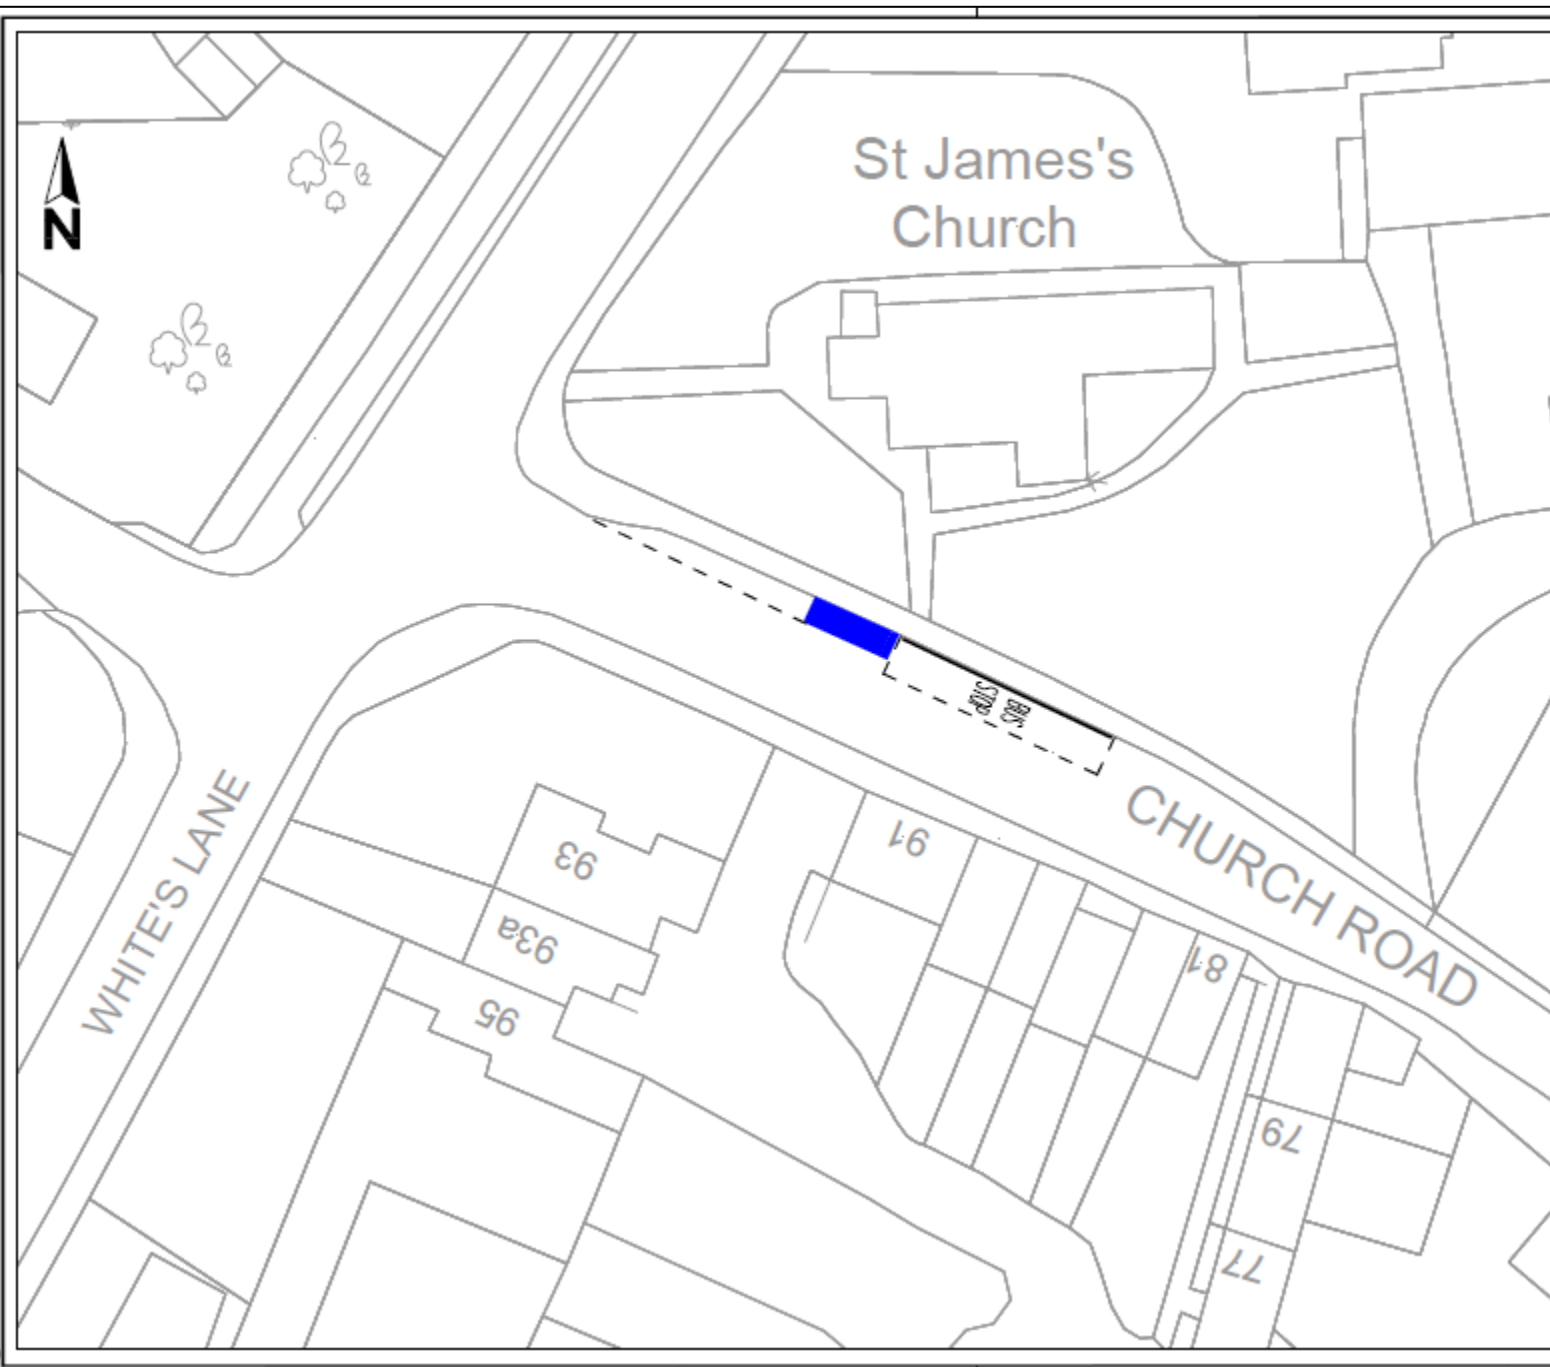 St James's
Church
N
BUS
STOP
CHURCH ROAD
WHITE'S LANE
93
91
93a
81
95
79
77